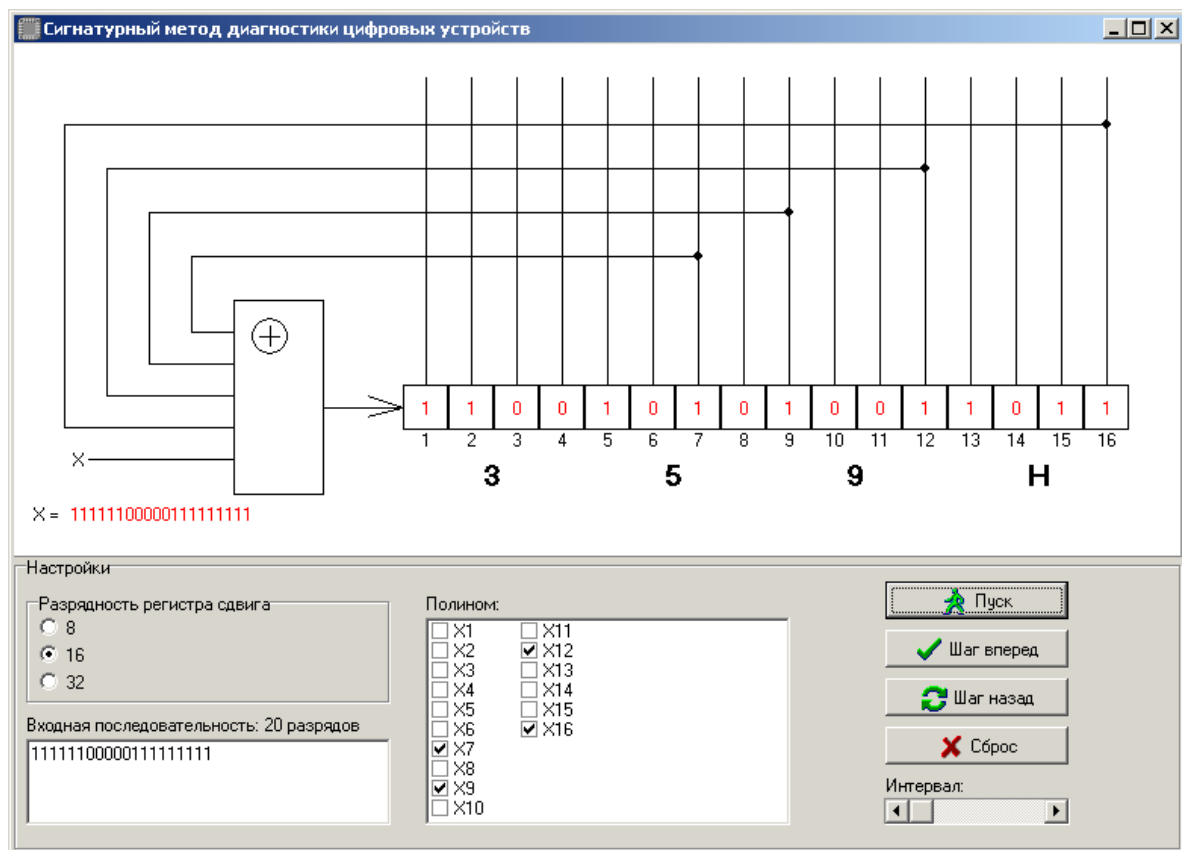 Сигнатурный метод диагностики цифровых устройств
1 1 0 0 1 0 1 0 1 0 0 1 1 0 1 1
1 2 3 4 5 6 7 8 9 10 11 12 13 14 15 16
X
3 5 9 H
X = 11111100000111111111
Настройки
Разрядность регистра сдвига
8
16
32
Входная последовательность: 20 разрядов
11111100000111111111
Полином:
X1
X2
X3
X4
X5
X6
X7
X8
X9
X10
X11
X12
X13
X14
X15
X16
Пуск
Шаг вперед
Шаг назад
Сброс
Интервал: